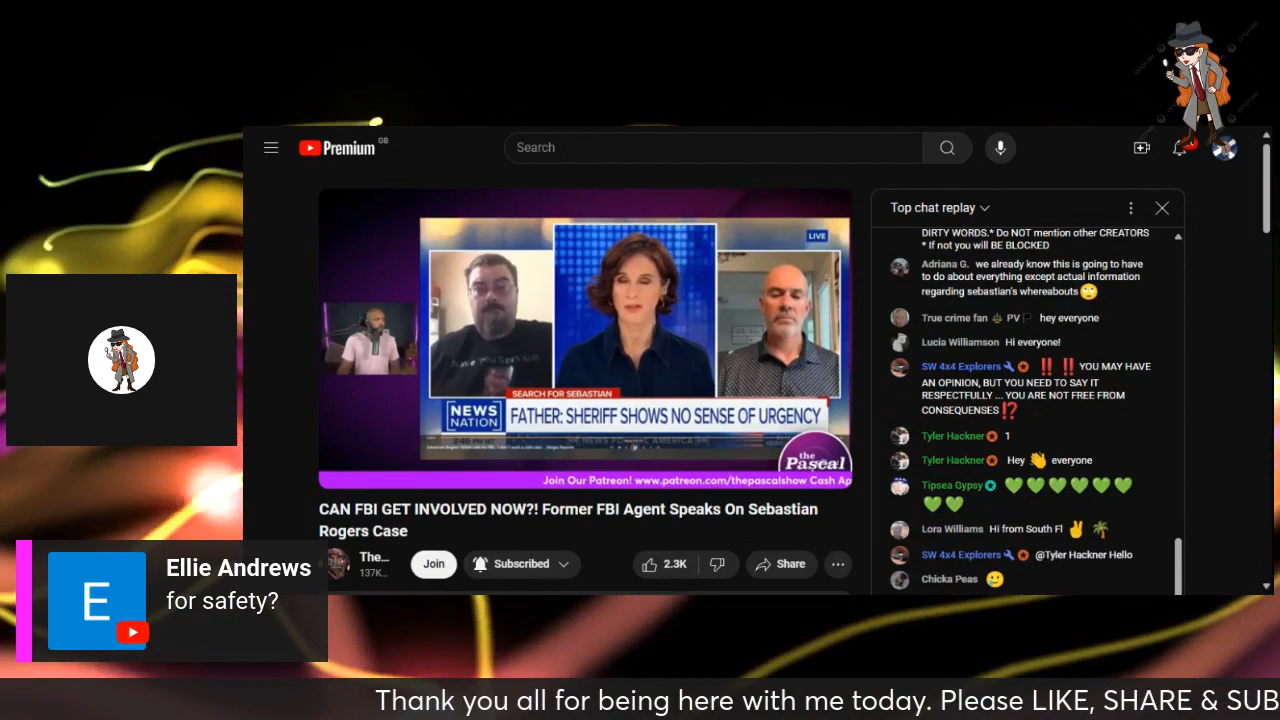 Premium GB
Search
Top chat replay
DIRTY WORDS.* Do NOT mention other CREATORS
* If not you will BE BLOCKED
Adriana G. we already know this is going to have
to do about everything except actual information
regarding sebastian's whereabouts🙄
True crime fan ⚖ PV🏳 hey everyone
Lucia Williamson Hi everyone!
SW 4x4 Explorers ‼️ ‼️ YOU MAY HAVE
AN OPINION, BUT YOU NEED TO SAY IT
RESPECTFULLY ... YOU ARE NOT FREE FROM
CONSEQUENSES ⁉️
Tyler Hackner 1
Tyler Hackner Hey 👋 everyone
Tipsea Gypsy 💚💚💚💚💚💚
💚💚
Lora Williams Hi from South Fl ✌️ 🌴
SW 4x4 Explorers @Tyler Hackner Hello
Chicka Peas 🥲
LIVE
have you seen him
SEARCH FOR SEBASTIAN
NEWS
NATION
FATHER: SHERIFF SHOWS NO SENSE OF URGENCY
the
Pascal
Join Our Patreon! www.patreon.com/thepascalshow Cash Ap
CAN FBI GET INVOLVED NOW?! Former FBI Agent Speaks On Sebastian
Rogers Case
The...
137K...
Join
Subscribed
2.3K
Share
E
Ellie Andrews
for safety?
Thank you all for being here with me today. Please LIKE, SHARE & SUB